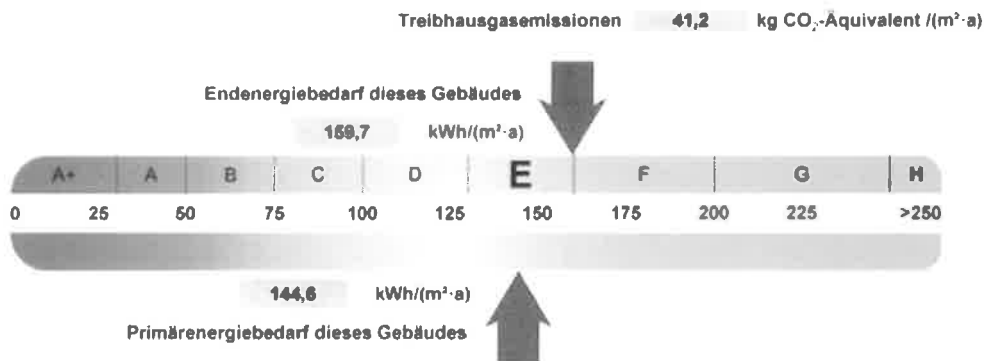 Treibhausgasemissionen 41,2 kg CO₂-Äquivalent /(m²·a)
Endenergiebedarf dieses Gebäudes
159,7 kWh/(m²·a)
A+ A B C D E F G H
0 25 50 75 100 125 150 175 200 225 >250
144,6 kWh/(m²·a)
Primärenergiebedarf dieses Gebäudes